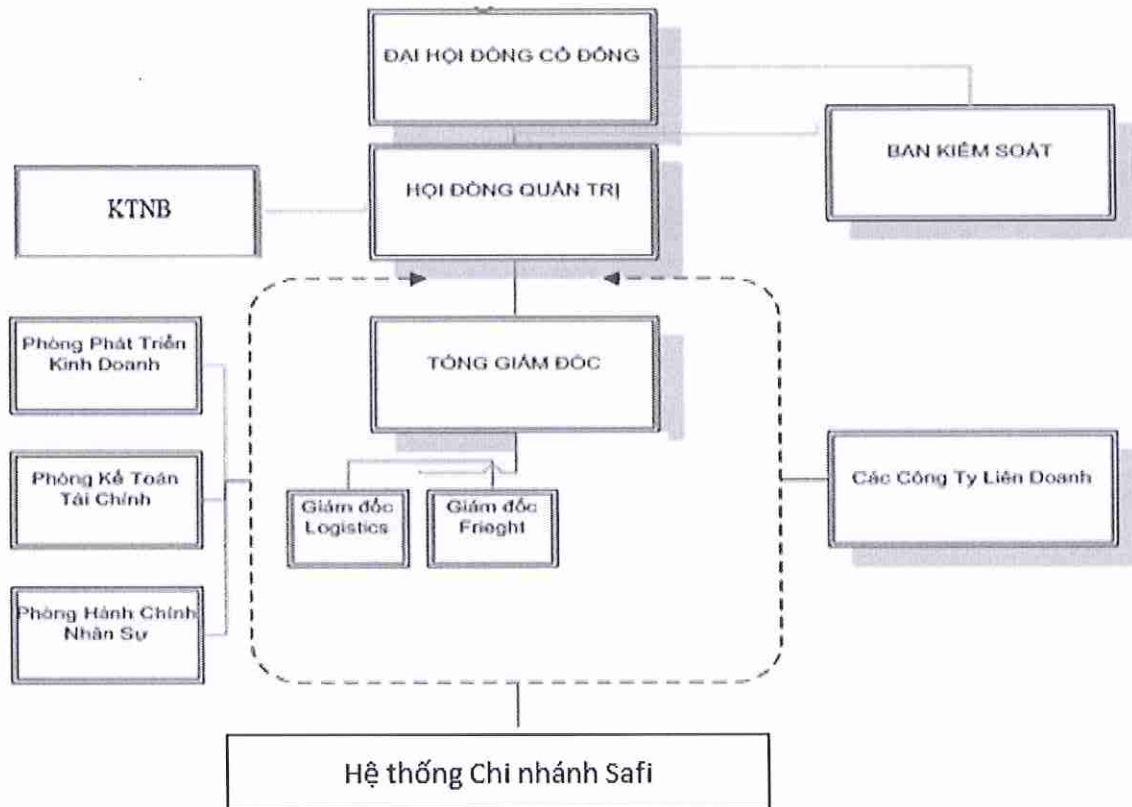 ĐẠI HỘI ĐỒNG CỔ ĐÔNG
BAN KIỂM SOÁT
HỘI ĐỒNG QUẢN TRỊ
KTNB
Phòng Phát Triển
Kinh Doanh
TỔNG GIÁM ĐỐC
Phòng Kế Toán
Tài Chính
Các Công Ty Liên Doanh
Giám đốc
Logistics
Giám đốc
Frieght
Phòng Hành Chính
Nhân Sự
Hệ thống Chi nhánh Safi